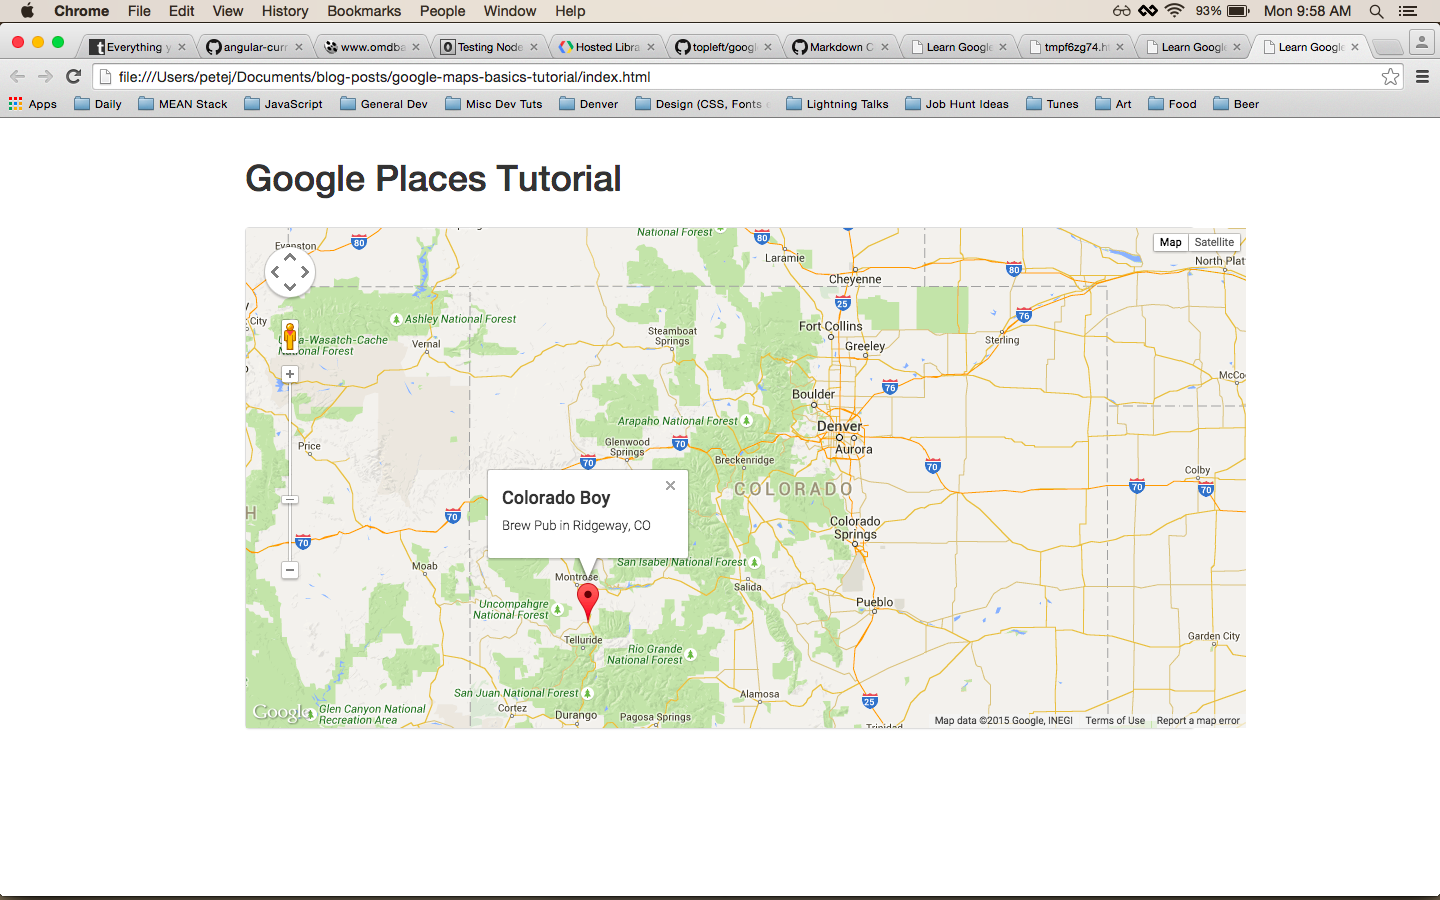 Chrome File Edit View History Bookmarks People Window Help 93% Mon 9:58 AM
Everything y angular-curr www.omdba Testing Node Hosted Libra topleft/googl Markdown C Learn Google tmpf6zg74.h Learn Google Learn Google
file:///Users/petej/Documents/blog-posts/google-maps-basics-tutorial/index.html
Apps Daily MEAN Stack JavaScript General Dev Misc Dev Tuts Denver Design (CSS, Fonts Lightning Talks Job Hunt Ideas Tunes Art Food Beer
Google Places Tutorial
National Forest
80
80
Evanston
Map Satellite
Laramie
North Plat
Cheyenne
80
25
76
City
Ashley National Forest
Fort Collins
Steamboat
Springs
Wasatch-Cache
National Forest
Vernal
Greeley
Sterling
McCo
76
Boulder
Arapaho National Forest
Denver
Price
Glenwood
Springs
70
Aurora
70
Breckenridge
70
Colby
COLORADO
70
70
Colorado Boy
Brew Pub in Ridgeway, CO
H
70
Colorado
Springs
70
Moab
San Isabel National Forest
Montrose
Salida
Uncompahgre
National Forest
Pueblo
Telluride
Garden City
Rio Grande
National Forest
San Juan National Forest
Alamosa
25
Google
Glen Canyon National
Recreation Area
Cortez
Durango
Pagosa Springs
Trinidad
Map data ©2015 Google, INEGI Terms of Use Report a map error